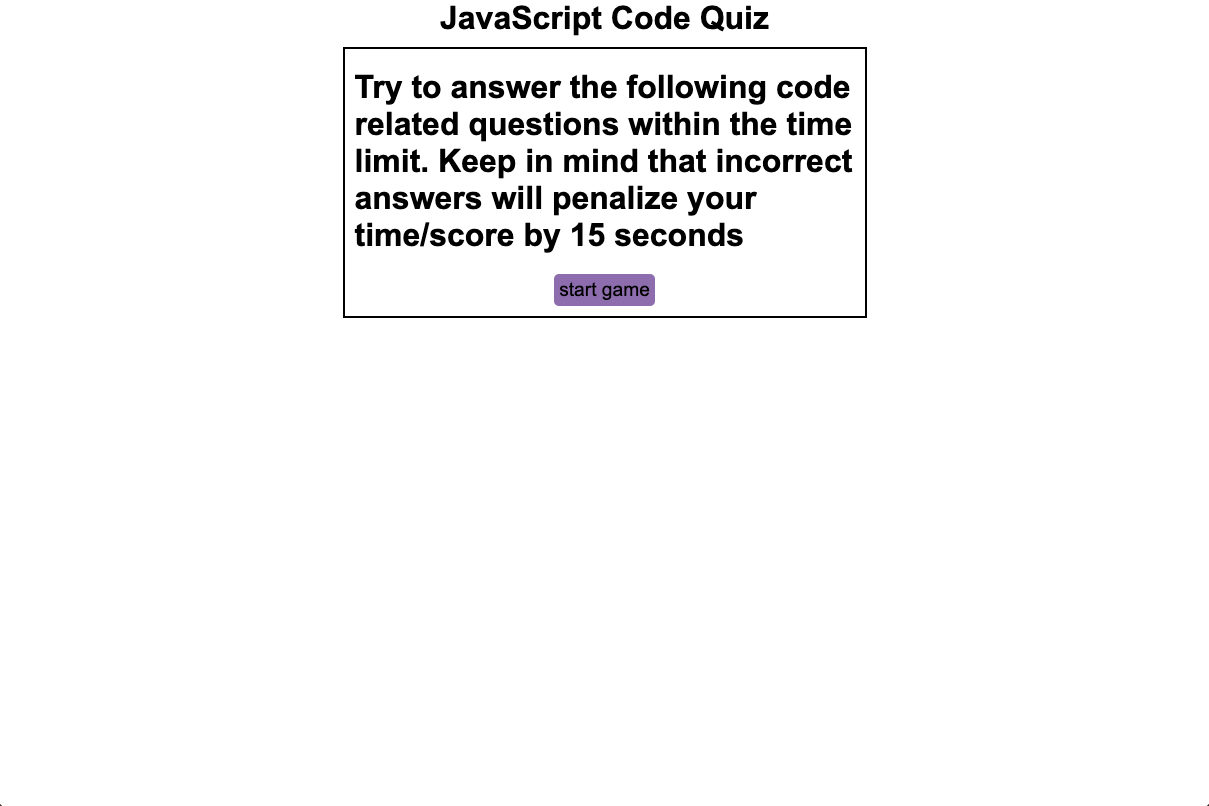 JavaScript Code Quiz
Try to answer the following code
related questions within the time
limit. Keep in mind that incorrect
answers will penalize your
time/score by 15 seconds
start game